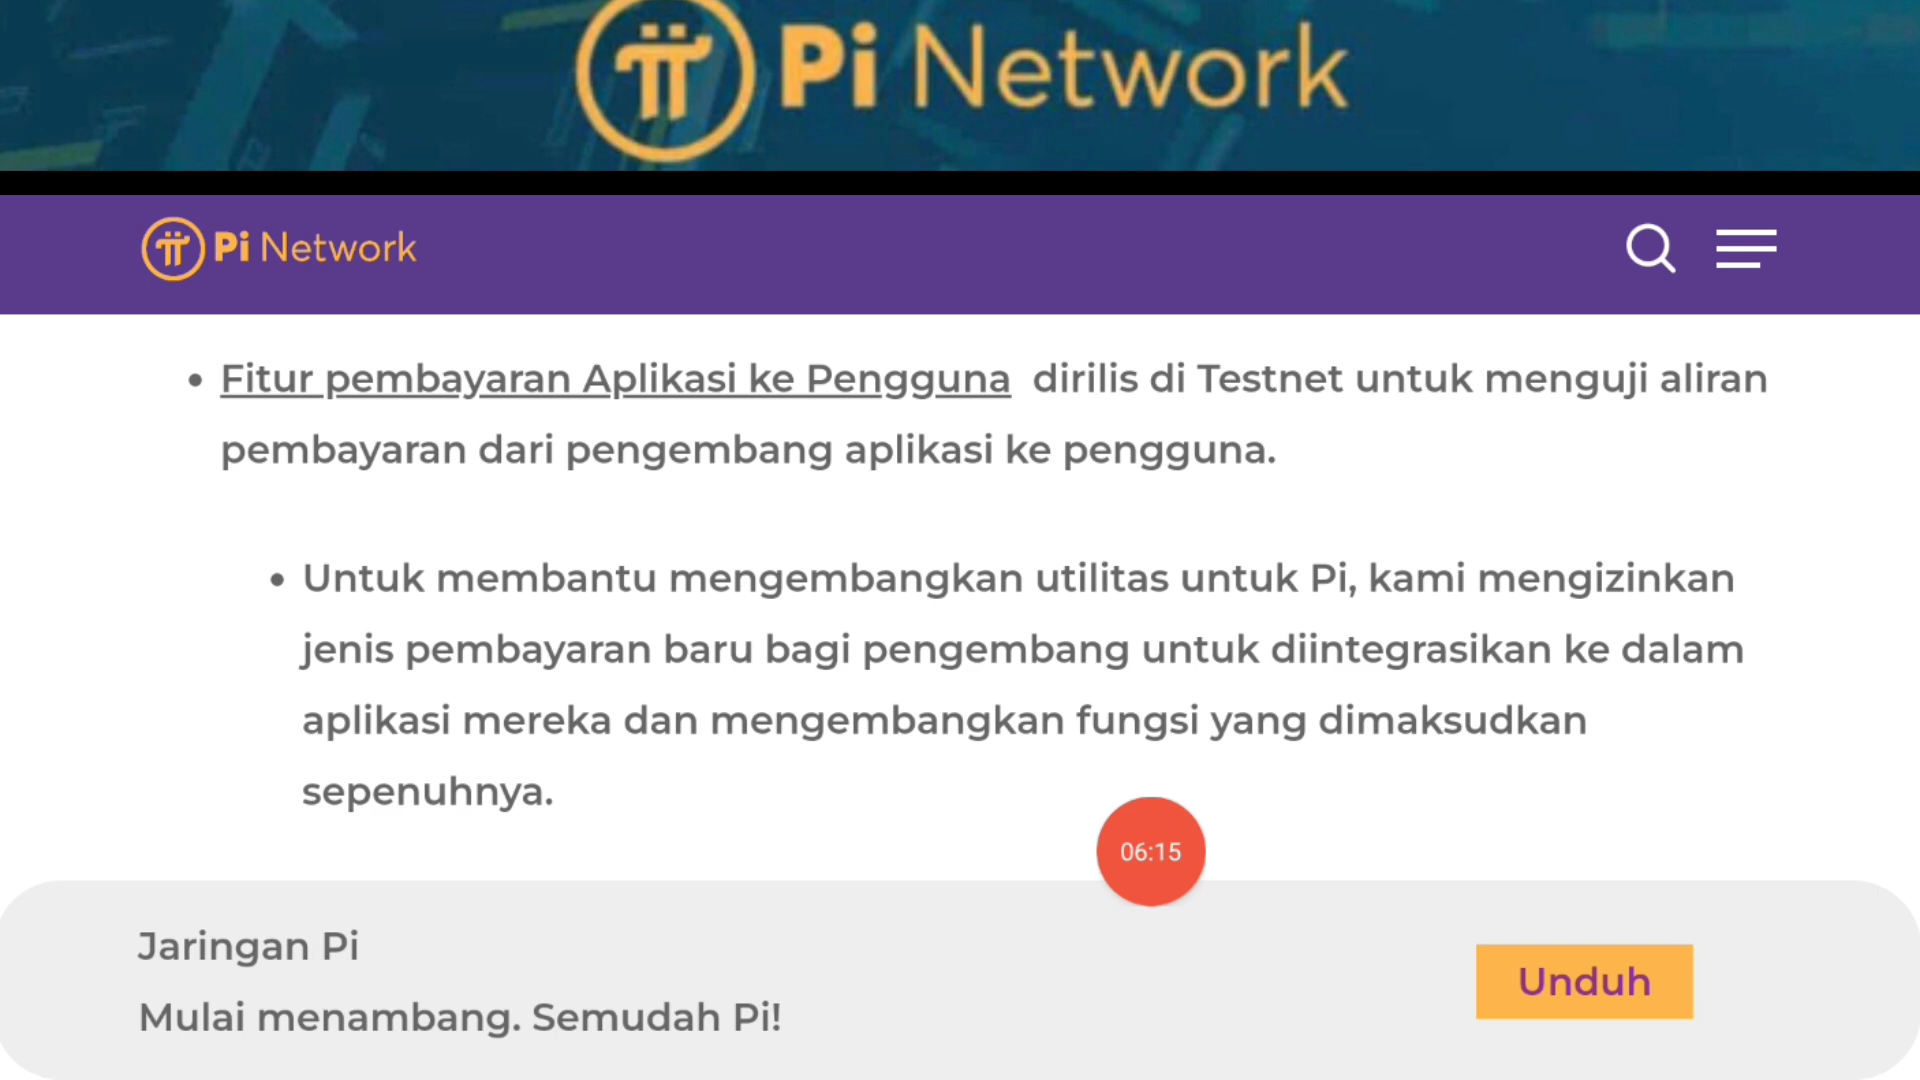 Pi Network
Pi Network
Fitur pembayaran Aplikasi ke Pengguna dirilis di Testnet untuk menguji aliran
pembayaran dari pengembang aplikasi ke pengguna.
Untuk membantu mengembangkan utilitas untuk Pi, kami mengizinkan
jenis pembayaran baru bagi pengembang untuk diintegrasikan ke dalam
aplikasi mereka dan mengembangkan fungsi yang dimaksudkan
sepenuhnya.
06:15
Jaringan Pi
Mulai menambang. Semudah Pi!
Unduh